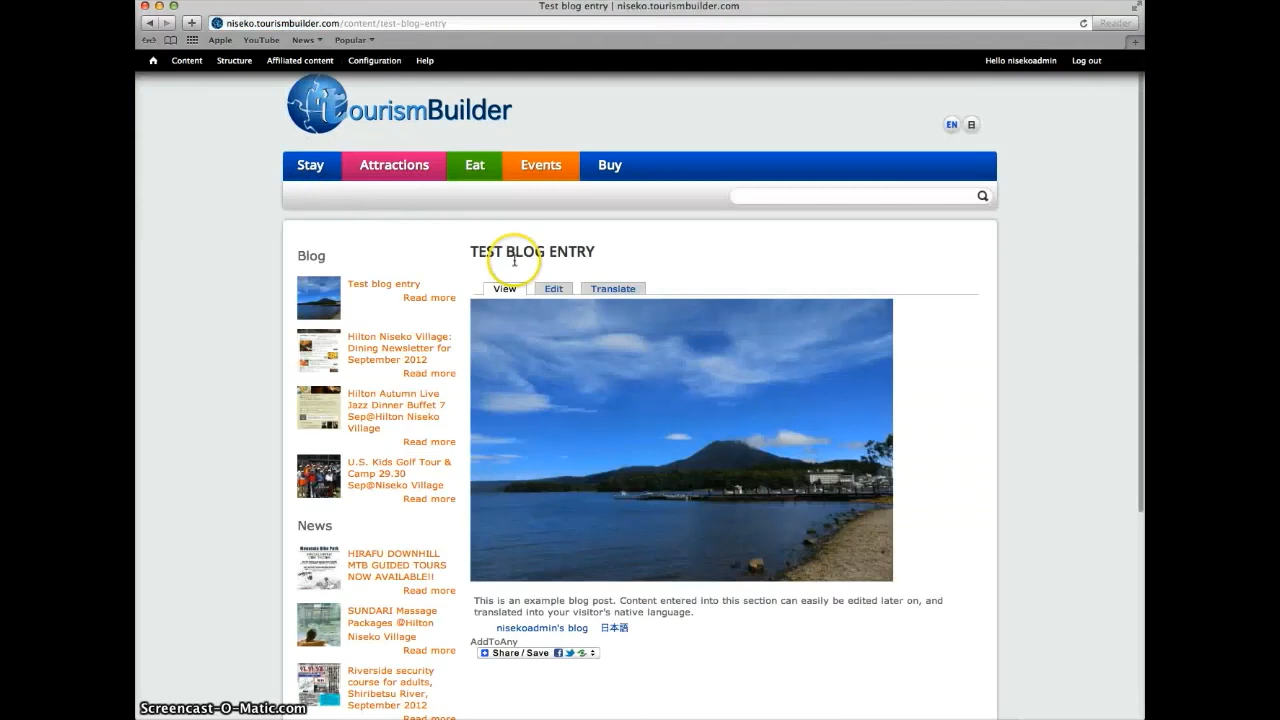 Test blog entry | niseko.tourismbuilder.com
niseko.tourismbuilder.com/content/test-blog-entry
Reader
Apple YouTube News Popular
Content Structure Affiliated content Configuration Help Hello nisekoadmin Log out
tourismBuilder
EN 日
Stay Attractions Eat Events Buy
Blog
Test blog entry
Read more
Hilton Niseko Village:
Dining Newsletter for
September 2012
Read more
Hilton Autumn Live
Jazz Dinner Buffet 7
Sep@Hilton Niseko
Village
Read more
U.S. Kids Golf Tour &
Camp 29.30
Sep@Niseko Village
Read more
News
HIRAFU DOWNHILL
MTB GUIDED TOURS
NOW AVAILABLE!!
Read more
SUNDARI Massage
Packages @Hilton
Niseko Village
Read more
Riverside security
course for adults,
Shiribetsu River,
September
Read more
TEST BLOG ENTRY
View Edit Translate
This is an example blog post. Content entered into this section can easily be edited later on, and
translated into your visitor's native language.
nisekoadmin's blog 日本語
AddToAny
Share / Save
Screencast-O-Matic.com